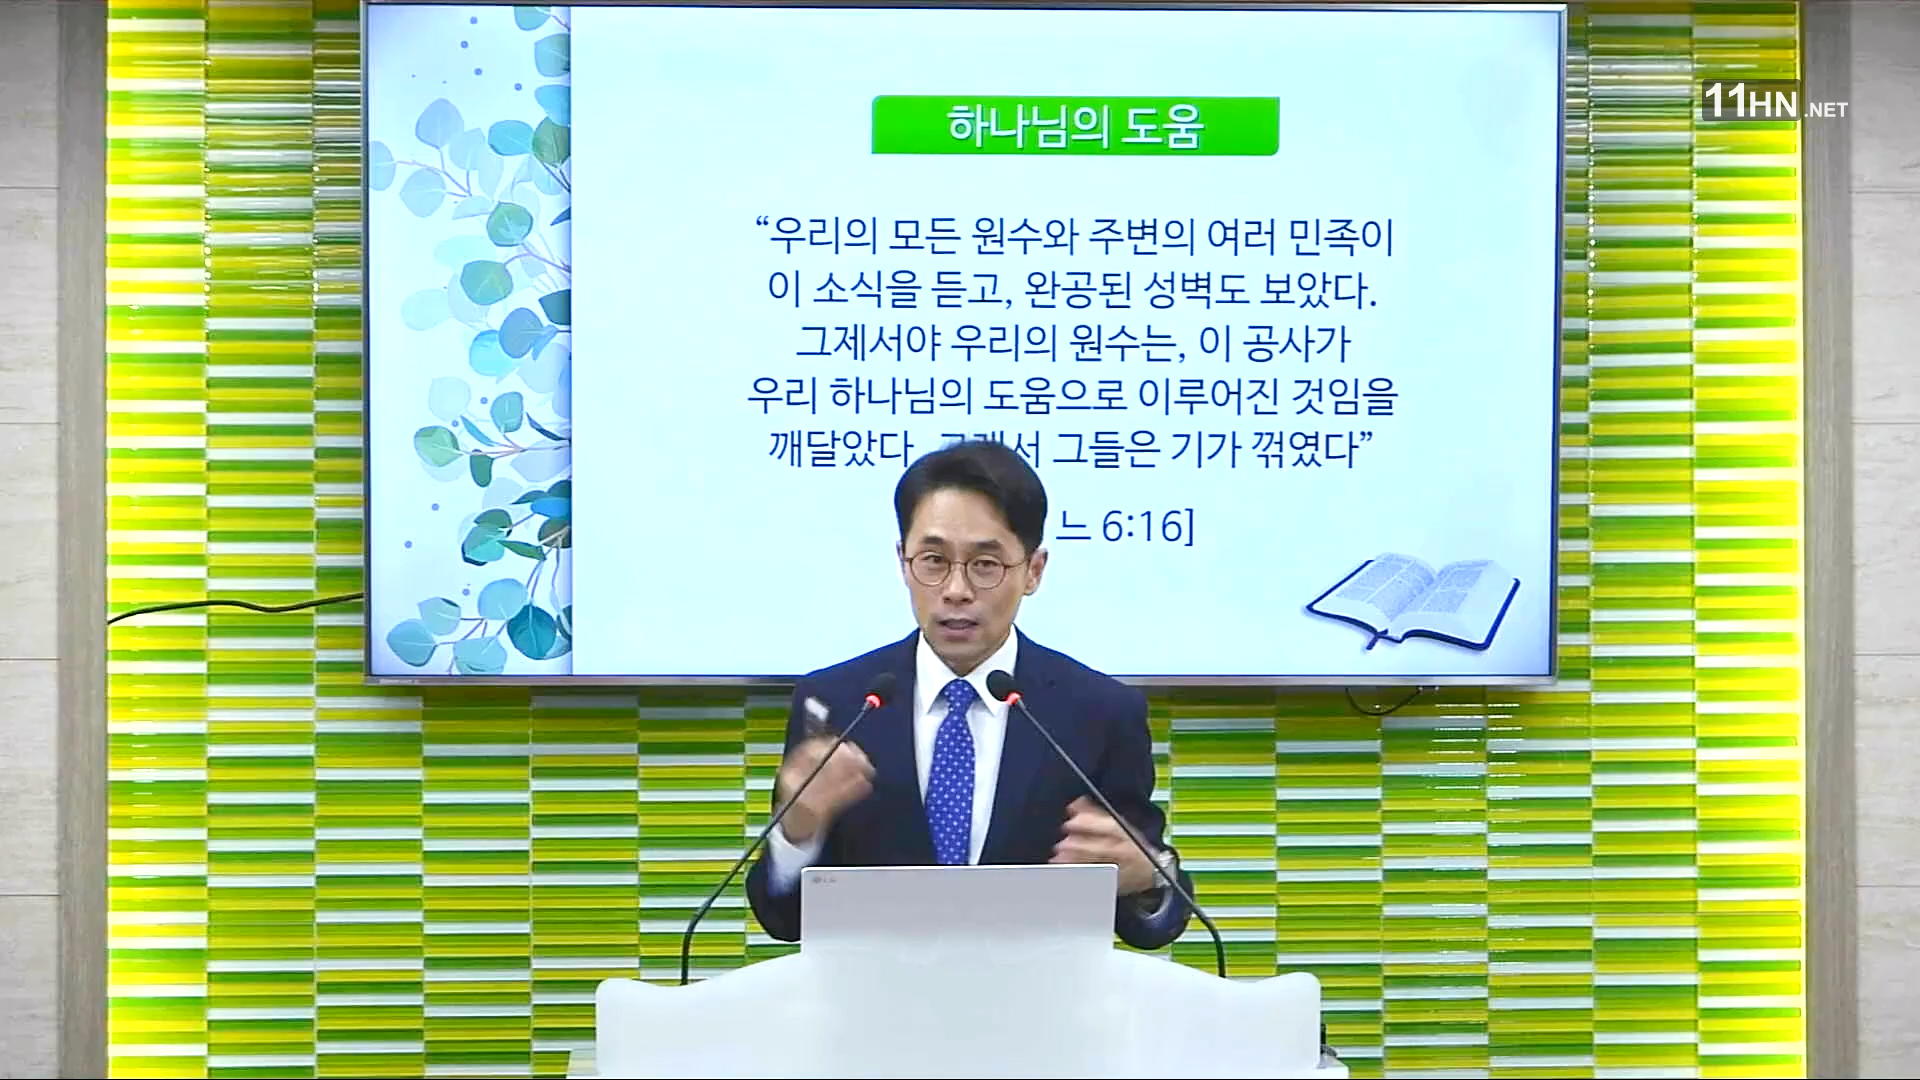 하나님의 도움
11HN.NET
“우리의 모든 원수와 주변의 여러 민족이
이 소식을 듣고, 완공된 성벽도 보았다.
그제서야 우리의 원수는, 이 공사가
우리 하나님의 도움으로 이루어진 것임을
깨달았다. 그래서 그들은 기가 꺾였다”
느 6:16]
LG